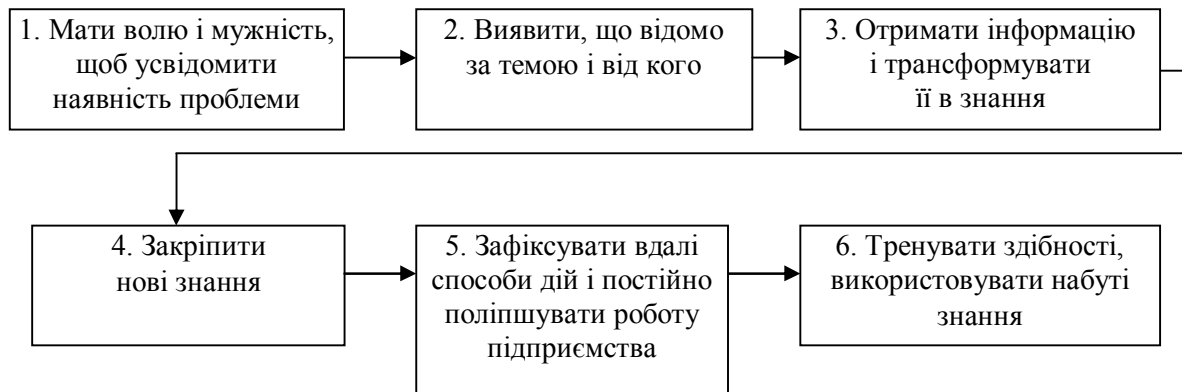 1. Мати волю і мужність,
щоб усвідомити
наявність проблеми
2. Виявити, що відомо
за темою і від кого
3. Отримати інформацію
і трансформувати
її в знання
4. Закріпити
нові знання
5. Зафіксувати вдалі
способи дій і постійно
поліпшувати роботу
підприємства
6. Тренувати здібності,
використовувати набуті
знання